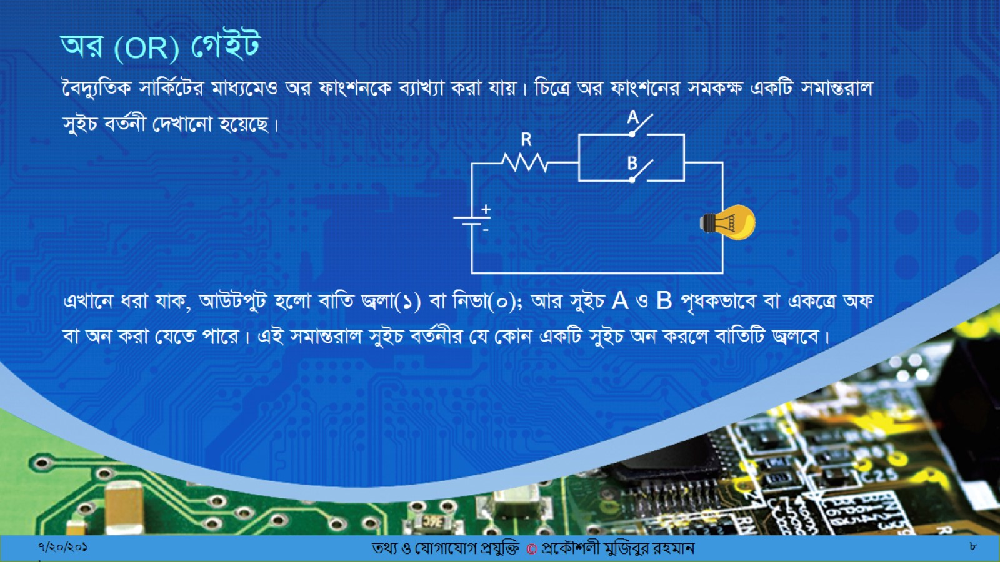 অর (OR) গেইট
বৈদ্যুতিক সার্কিটের মাধ্যমেও অর ফাংশনকে ব্যাখ্যা করা যায়। চিত্রে অর ফাংশনের সমকক্ষ একটি সমান্তরাল
সুইচ বর্তনী দেখানো হয়েছে।
A
R
B
+
-
এখানে ধরা যাক, আউটপুট হলো বাতি জ্বলা(১) বা নিভা(০); আর সুইচ A ও B পৃধকভাবে বা একত্রে অফ
বা অন করা যেতে পারে। এই সমান্তরাল সুইচ বর্তনীর যে কোন একটি সুইচ অন করলে বাতিটি জ্বলবে।
C25
৭/২০/২০১
তথ্য ও যোগাযোগ প্রযুক্তি © প্রকৌশলী মুজিবুর রহমান
৮